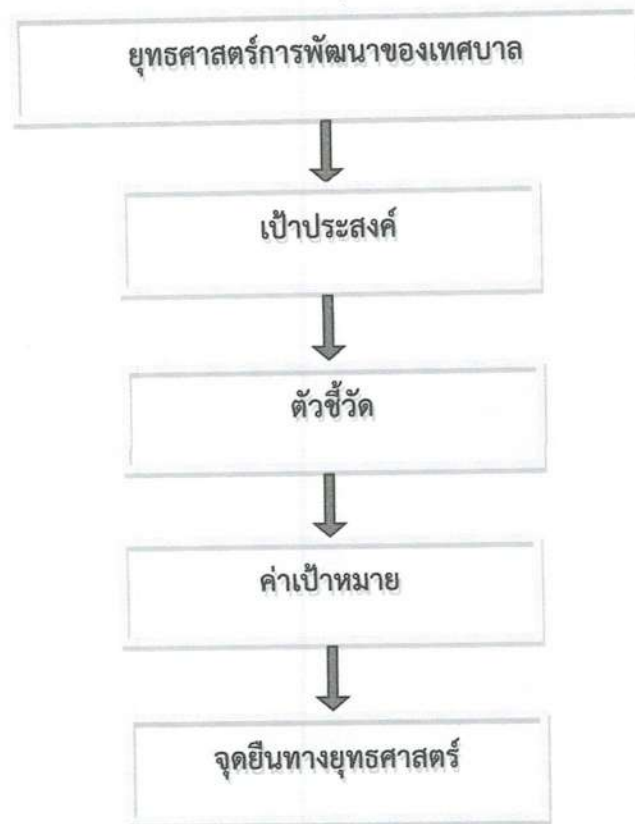 ยุทธศาสตร์การพัฒนาของเทศบาล
เป้าประสงค์
ตัวชี้วัด
ค่าเป้าหมาย
จุดยืนทางยุทธศาสตร์